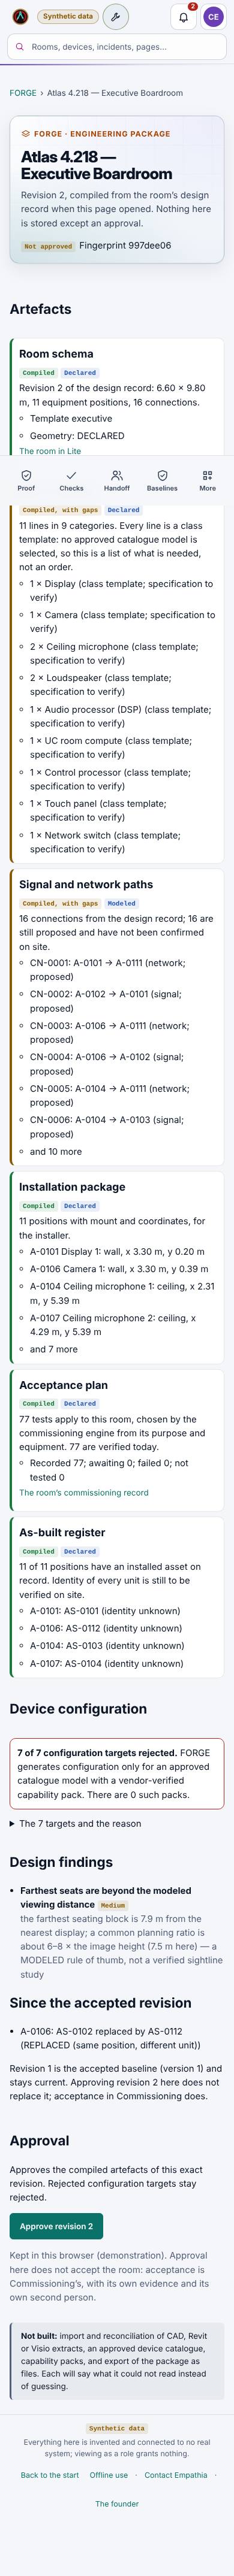 Synthetic data
2
CE
Rooms, devices, incidents, pages...
FORGE › Atlas 4.218 — Executive Boardroom
FORGE · ENGINEERING PACKAGE
Atlas 4.218 —
Executive Boardroom
Revision 2, compiled from the room's design
record when this page opened. Nothing here
is stored except an approval.
Not approved Fingerprint 997dee06
Artefacts
Room schema
Compiled Declared
Revision 2 of the design record: 6.60 × 9.80
m, 11 equipment positions, 16 connections.
Template executive
Geometry: DECLARED
The room in Lite
Proof
Checks
Handoff
Baselines
More
Compiled, with gaps Declared
11 lines in 9 categories. Every line is a class
template: no approved catalogue model is
selected, so this is a list of what is needed,
not an order.
1 × Display (class template; specification to
verify)
1 × Camera (class template; specification to
verify)
2 × Ceiling microphone (class template;
specification to verify)
2 × Loudspeaker (class template;
specification to verify)
1 × Audio processor (DSP) (class template;
specification to verify)
1 × UC room compute (class template;
specification to verify)
1 × Control processor (class template;
specification to verify)
1 × Touch panel (class template;
specification to verify)
1 × Network switch (class template;
specification to verify)
Signal and network paths
Compiled, with gaps Modeled
16 connections from the design record; 16 are
still proposed and have not been confirmed
on site.
CN-0001: A-0101 → A-0111 (network;
proposed)
CN-0002: A-0102 → A-0101 (signal;
proposed)
CN-0003: A-0106 → A-0111 (network;
proposed)
CN-0004: A-0106 → A-0102 (signal;
proposed)
CN-0005: A-0104 → A-0111 (network;
proposed)
CN-0006: A-0104 → A-0103 (signal;
proposed)
and 10 more
Installation package
Compiled Declared
11 positions with mount and coordinates, for
the installer.
A-0101 Display 1: wall, x 3.30 m, y 0.20 m
A-0106 Camera 1: wall, x 3.30 m, y 0.39 m
A-0104 Ceiling microphone 1: ceiling, x 2.31
m, y 5.39 m
A-0107 Ceiling microphone 2: ceiling, x
4.29 m, y 5.39 m
and 7 more
Acceptance plan
Compiled Declared
77 tests apply to this room, chosen by the
commissioning engine from its purpose and
equipment. 77 are verified today.
Recorded 77; awaiting 0; failed 0; not
tested 0
The room's commissioning record
As-built register
Compiled Declared
11 of 11 positions have an installed asset on
record. Identity of every unit is still to be
verified on site.
A-0101: AS-0101 (identity unknown)
A-0106: AS-0112 (identity unknown)
A-0104: AS-0103 (identity unknown)
A-0107: AS-0104 (identity unknown)
Device configuration
7 of 7 configuration targets rejected. FORGE
generates configuration only for an approved
catalogue model with a vendor-verified
capability pack. There are 0 such packs.
The 7 targets and the reason
Design findings
Farthest seats are beyond the modeled
viewing distance Medium
the farthest seating block is 7.9 m from the
nearest display; a common planning ratio is
about 6–8 × the image height (7.5 m here) — a
MODELED rule of thumb, not a verified sightline
study
Since the accepted revision
A-0106: AS-0102 replaced by AS-0112
(REPLACED (same position, different unit))
Revision 1 is the accepted baseline (version 1) and
stays current. Approving revision 2 here does not
replace it; acceptance in Commissioning does.
Approval
Approves the compiled artefacts of this exact
revision. Rejected configuration targets stay
rejected.
Approve revision 2
Kept in this browser (demonstration). Approval
here does not accept the room: acceptance is
Commissioning's, with its own evidence and its
own second person.
Not built: import and reconciliation of CAD, Revit
or Visio extracts, an approved device catalogue,
capability packs, and export of the package as
files. Each will say what it could not read instead
of guessing.
Synthetic data
Everything here is invented and connected to no real
system; viewing as a role grants nothing.
Back to the start Offline use · Contact Empathia ·
The founder